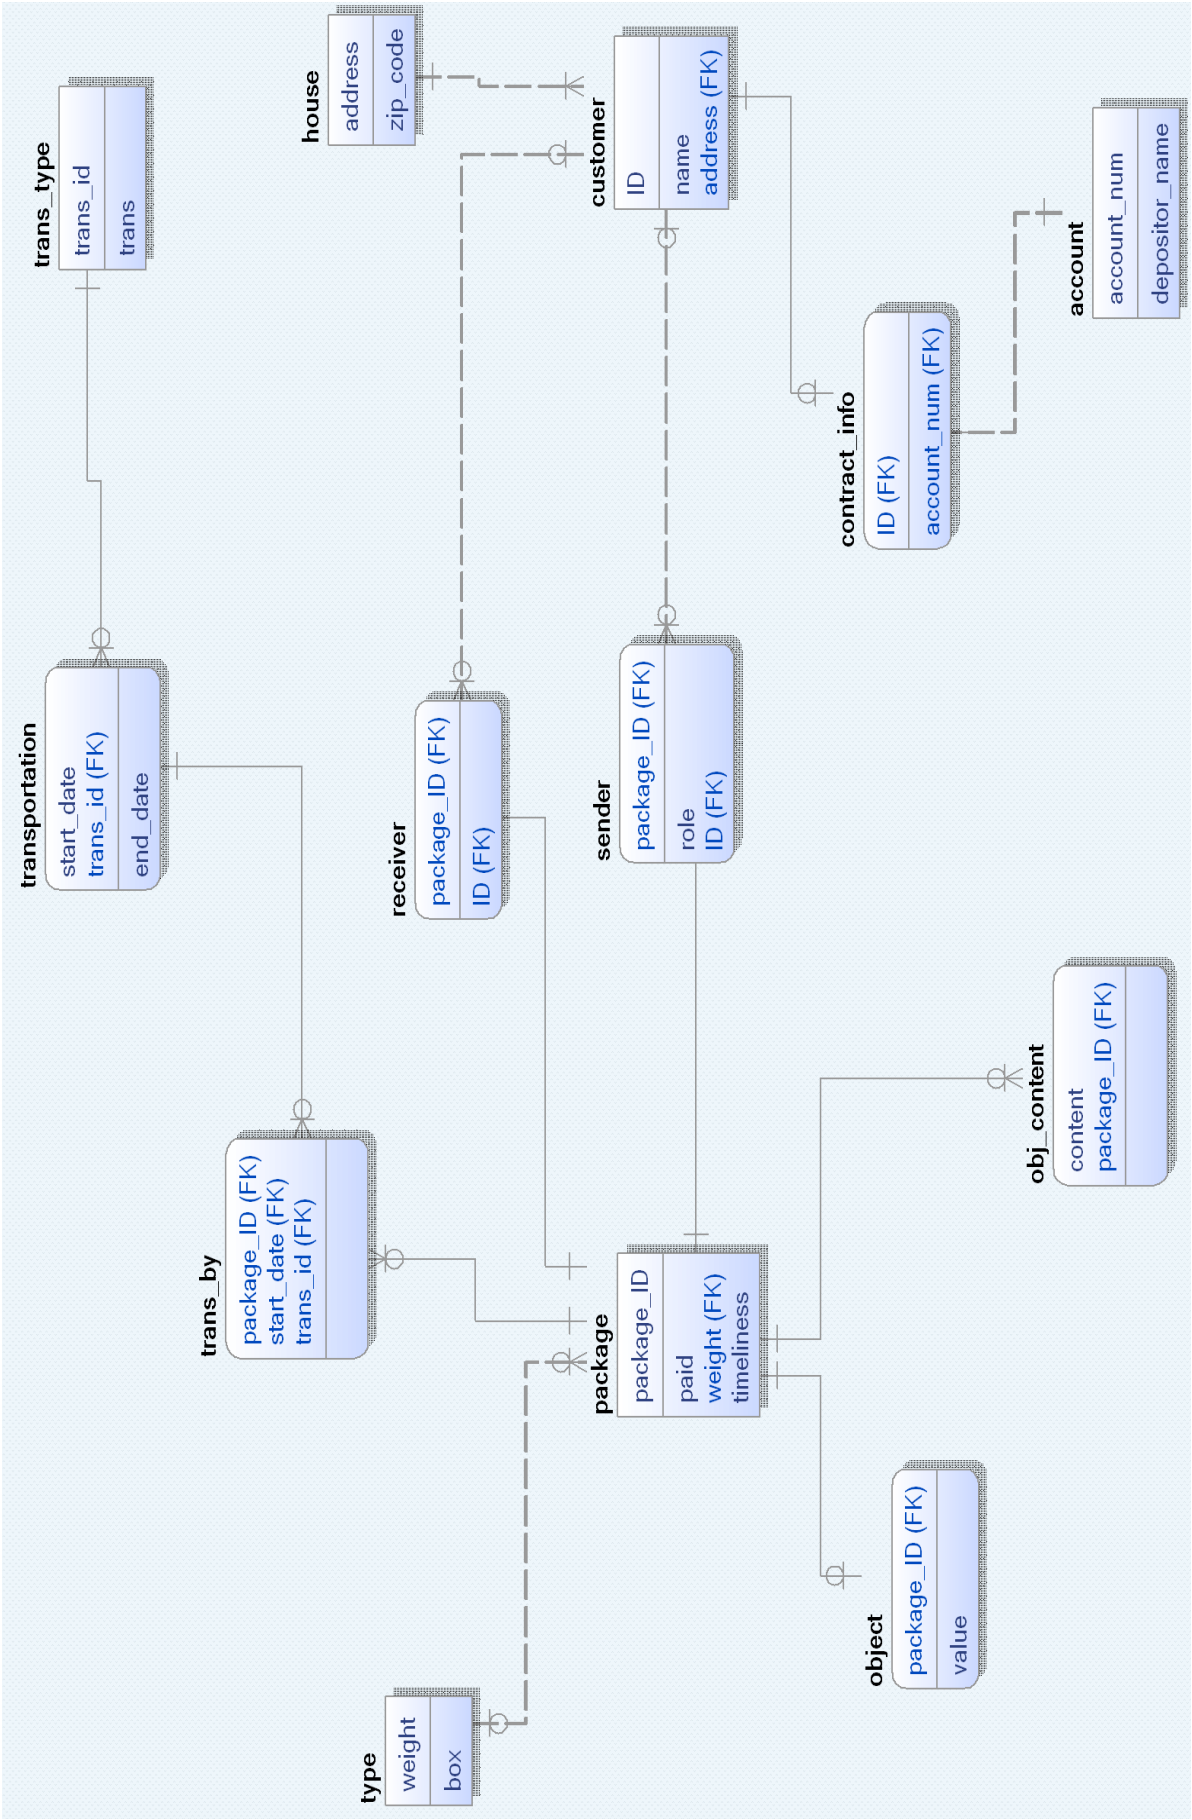 type
weight
box
object
package_ID (FK)
value
package
package_ID
paid
weight (FK)
timeliness
trans_by
package_ID (FK)
start_date (FK)
trans_id (FK)
obj_content
content
package_ID (FK)
transportation
start_date
trans_id (FK)
end_date
receiver
package_ID (FK)
ID (FK)
sender
package_ID (FK)
role
ID (FK)
contract_info
ID (FK)
account_num (FK)
trans_type
trans_id
trans
house
address
zip_code
customer
ID
name
address (FK)
account
account_num
depositor_name